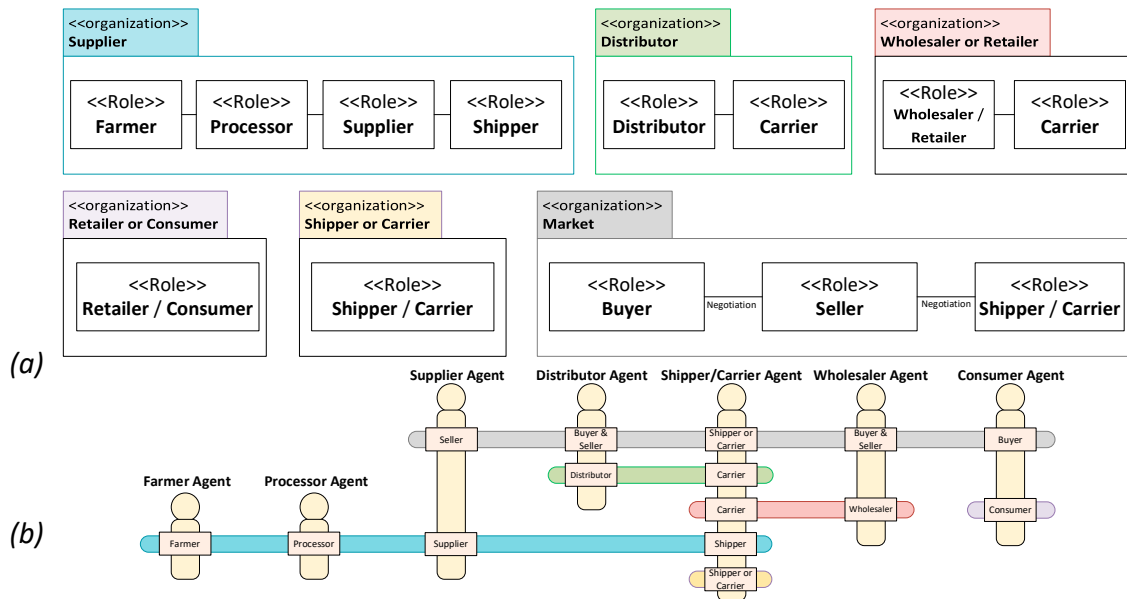 <<organization>>
Supplier
<<Role>>
Farmer
<<Role>>
Processor
<<Role>>
Supplier
<<Role>>
Shipper
<<organization>>
Distributor
<<Role>>
Distributor
<<Role>>
Carrier
<<organization>>
Wholesaler or Retailer
<<Role>>
Wholesaler /
Retailer
<<Role>>
Carrier
<<organization>>
Retailer or Consumer
<<Role>>
Retailer / Consumer
<<organization>>
Shipper or Carrier
<<Role>>
Shipper / Carrier
<<organization>>
Market
<<Role>>
Buyer
Negotiation
<<Role>>
Seller
Negotiation
<<Role>>
Shipper / Carrier
(a)
Supplier Agent
Distributor Agent
Shipper/Carrier Agent
Wholesaler Agent
Consumer Agent
Seller
Buyer &
Seller
Shipper or
Carrier
Buyer &
Seller
Buyer
Distributor
Carrier
Farmer Agent
Processor Agent
Carrier
Wholesaler
Consumer
(b)
Farmer
Processor
Supplier
Shipper
Shipper or
Carrier